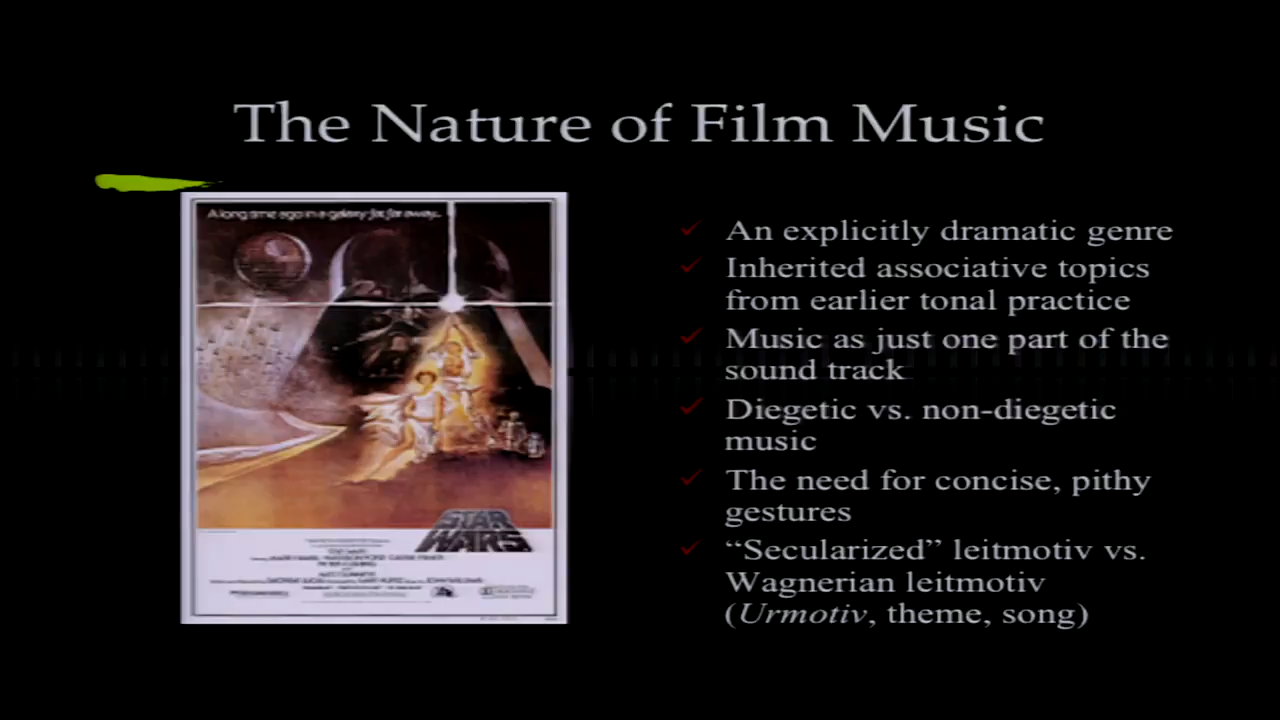 The Nature of Film Music
A long time ago in a galaxy far, far away...
An explicitly dramatic genre
Inherited associative topics
from earlier tonal practice
Music as just one part of the
sound track
Diegetic vs. non-diegetic
music
The need for concise, pithy
gestures
“Secularized” leitmotiv vs.
Wagnerian leitmotiv
(Urmotiv, theme, song)
STAR
WARS